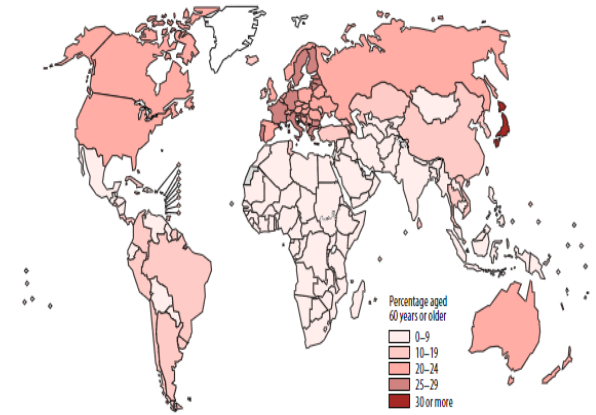 Percentage aged
60 years or older
0–9
10–19
20–24
25–29
30 or more